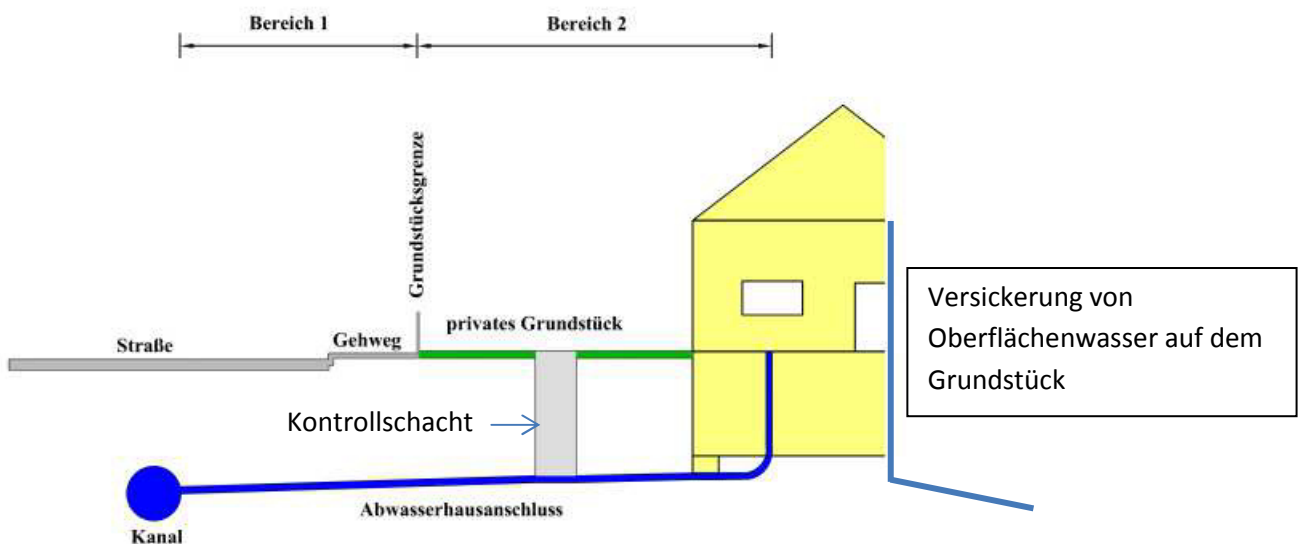 Bereich 1
Bereich 2
Grundstücksgrenze
privates Grundstück
Gehweg
Straße
Kontrollschacht
Abwasserhausanschluss
Kanal
Versickerung von
Oberflächenwasser auf dem
Grundstück